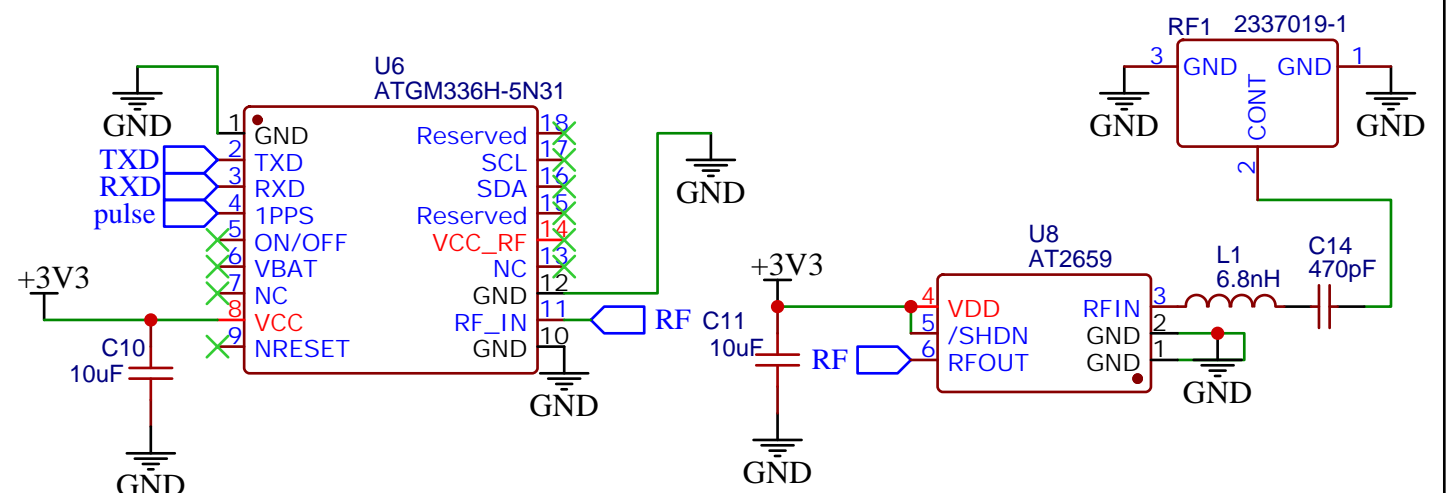 U6
ATGM336H-5N31
GND
1 GND
TXD 2 TXD
RXD 3 RXD
pulse 4 1PPS
5 ON/OFF
6 VBAT
7 NC
8 VCC
9 NRESET
18 Reserved
17 SCL
16 SDA
15 Reserved
14 VCC_RF
13 NC
12 GND
11 RF_IN
10 GND
RF
GND
GND
+3V3
C10
10uF
GND
RF1 2337019-1
3 GND
GND 1
CONT
2
GND
GND
U8
AT2659
+3V3
4 VDD
5 /SHDN
6 RFOUT
RFIN 3
GND 2
GND 1
RF
C11
10uF
GND
L1
6.8nH
C14
470pF
GND